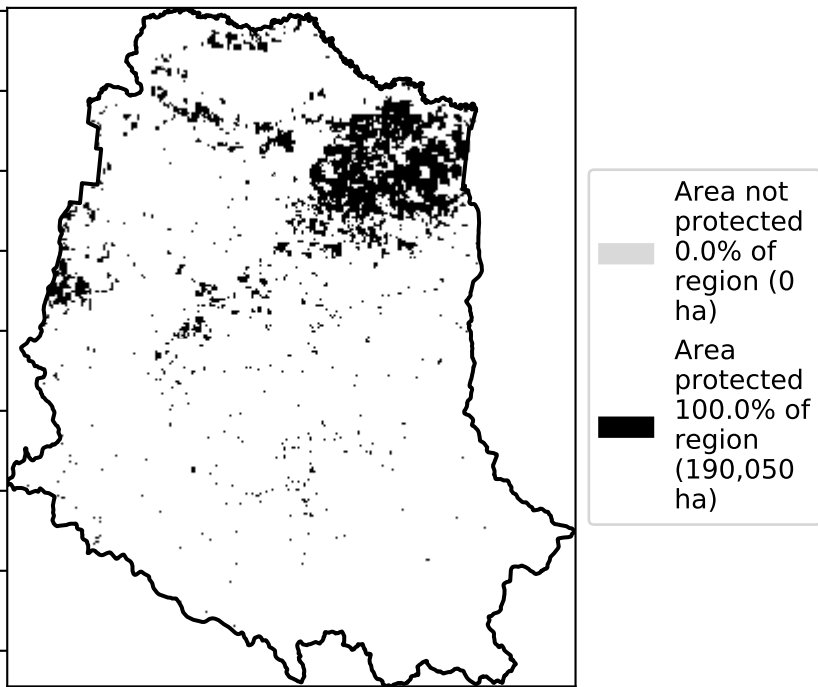 Area not
protected
0.0% of
region (0
ha)
Area
protected
100.0% of
region
(190,050
ha)